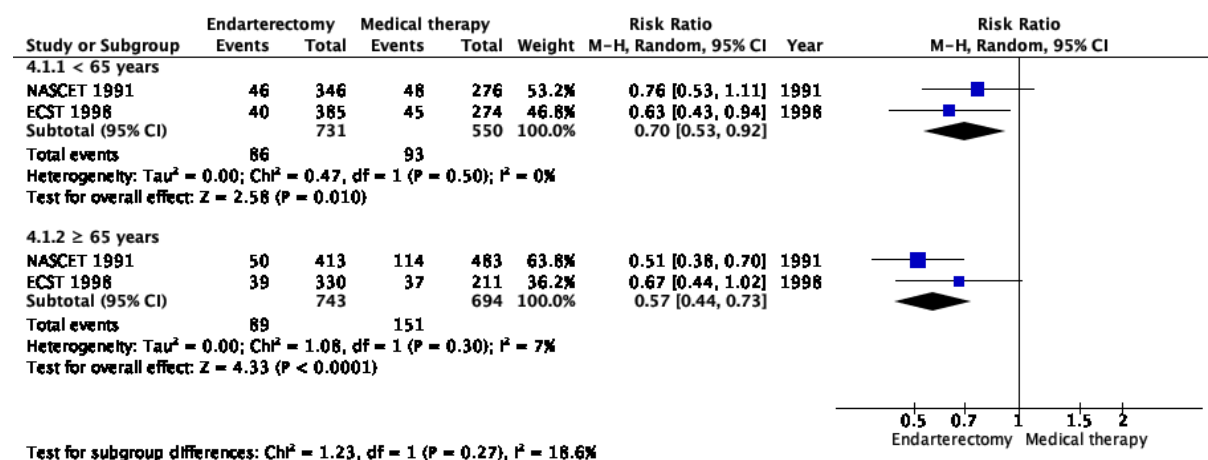 Endarterectomy Medical therapy Risk Ratio Risk Ratio
Study or Subgroup Events Total Events Total Weight M-H, Random, 95% CI Year M-H, Random, 95% CI
4.1.1 < 65 years
NASCET 1991 46 346 48 276 53.2% 0.76 [0.53, 1.11] 1991
ECST 1998 40 385 45 274 46.8% 0.63 [0.43, 0.94] 1998
Subtotal (95% CI) 731 550 100.0% 0.70 [0.53, 0.92]
Total events 86 93
Heterogeneity: Tau² = 0.00; Chi² = 0.47, df = 1 (P = 0.50); I² = 0%
Test for overall effect: Z = 2.58 (P = 0.010)
4.1.2 ≥ 65 years
NASCET 1991 50 413 114 483 63.8% 0.51 [0.38, 0.70] 1991
ECST 1998 39 330 37 211 36.2% 0.67 [0.44, 1.02] 1998
Subtotal (95% CI) 743 694 100.0% 0.57 [0.44, 0.73]
Total events 89 151
Heterogeneity: Tau² = 0.00; Chi² = 1.08, df = 1 (P = 0.30); I² = 7%
Test for overall effect: Z = 4.33 (P < 0.0001)
0.5 0.7 1 1.5 2
Endarterectomy Medical therapy
Test for subgroup differences: Chi² = 1.23, df = 1 (P = 0.27), I² = 18.6%